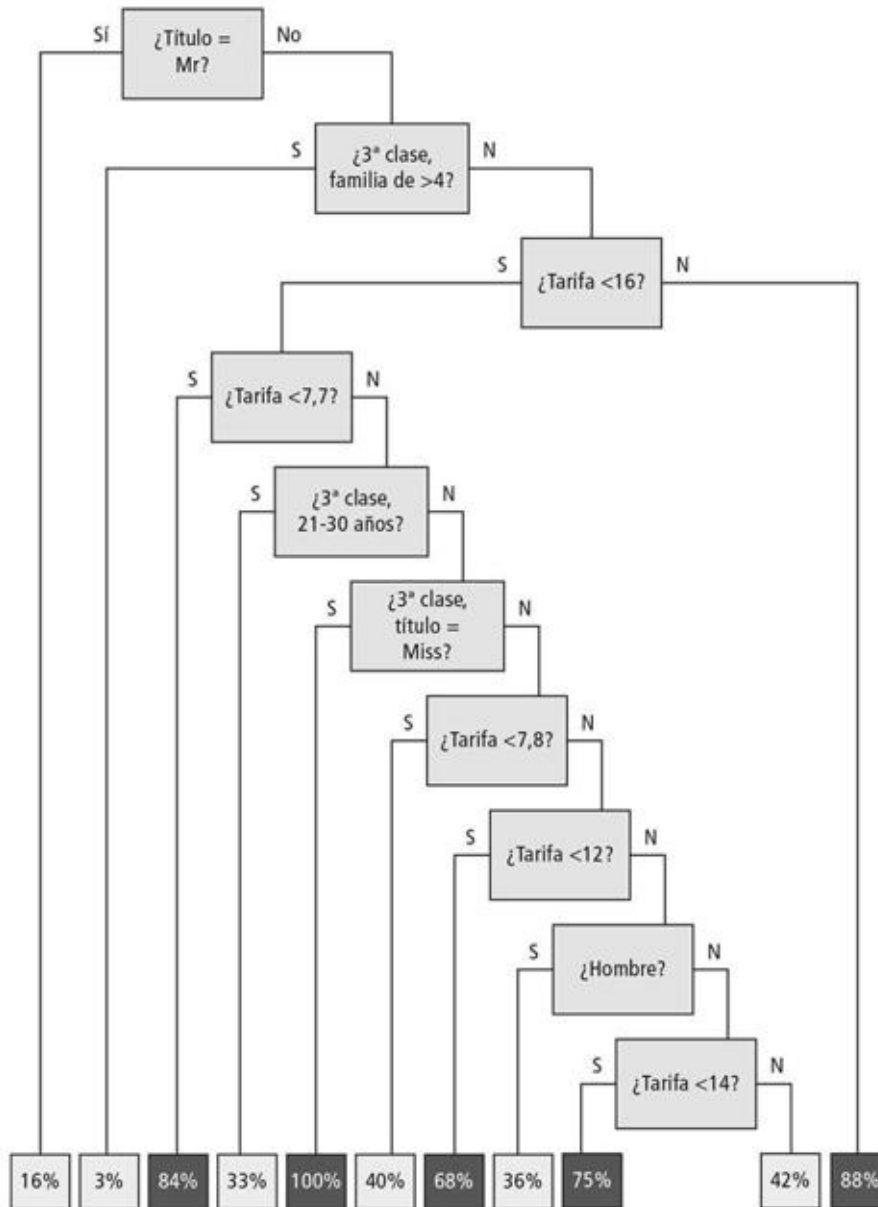 Sí
¿Título =
Mr?
No
S
¿3ª clase,
familia de >4?
N
S
¿Tarifa <16?
N
S
¿Tarifa <7,7?
N
S
¿3ª clase,
21-30 años?
N
S
¿3ª clase,
título =
Miss?
N
S
¿Tarifa <7,8?
N
S
¿Tarifa <12?
N
S
¿Hombre?
N
S
¿Tarifa <14?
N
16% 3% 84% 33% 100% 40% 68% 36% 75% 42% 88%